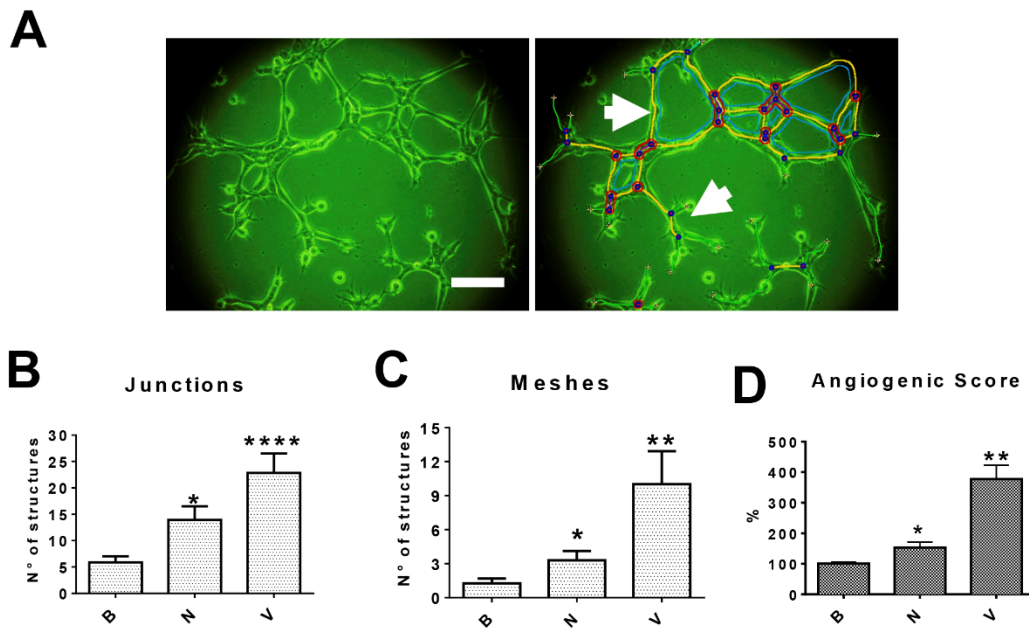 A
B
Junctions
N° of structures
30
25
20
15
10
5
0
*
****
B
N
V
C
Meshes
N° of structures
15
12
9
6
3
0
*
**
B
N
V
D
Angiogenic Score
%
500
400
300
200
100
0
*
**
B
N
V